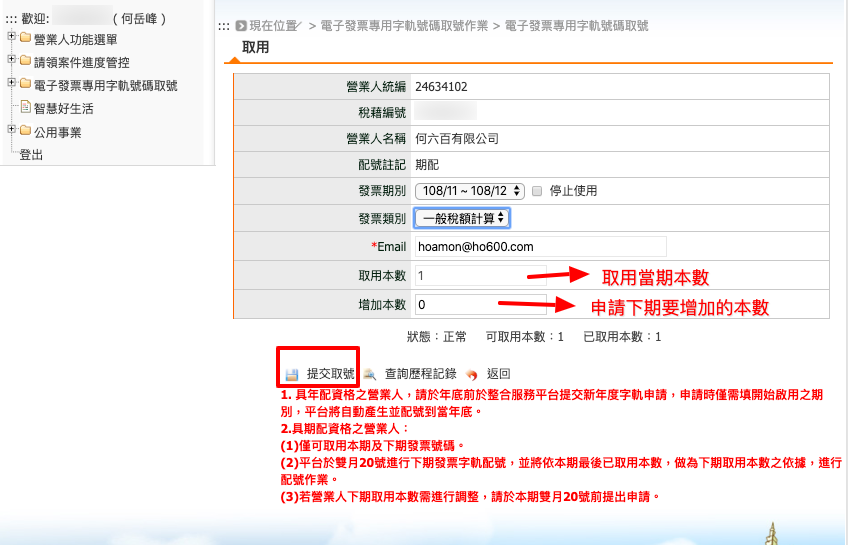 ::: 歡迎: ( 何岳峰 )
營業人功能選單
請領案件進度管控
電子發票專用字軌號碼取號
智慧好生活
公用事業
登出
::: 現在位置 > 電子發票專用字軌號碼取號作業 > 電子發票專用字軌號碼取號
取用
營業人統編 24634102
稅藉編號
營業人名稱 何六百有限公司
配號註記 期配
發票期別 108/11 ~ 108/12 停止使用
發票類別 一般稅額計算
*Email hoamon@ho600.com
取用本數 1 取用當期本數
增加本數 0 申請下期要增加的本數
狀態：正常 可取用本數：1 已取用本數：1
提交取號 查詢歷程記錄 返回
1. 具年配資格之營業人，請於年底前於整合服務平台提交新年度字軌申請，申請時僅需填開始啟用之期
別，平台將自動產生並配號到當年底。
2.具期配資格之營業人：
(1)僅可取用本期及下期發票號碼。
(2)平台於雙月20號進行下期發票字軌配號，並將依本期最後已取用本數，做為下期取用本數之依據，進行
配號作業。
(3)若營業人下期取用本數需進行調整，請於本期雙月20號前提出申請。